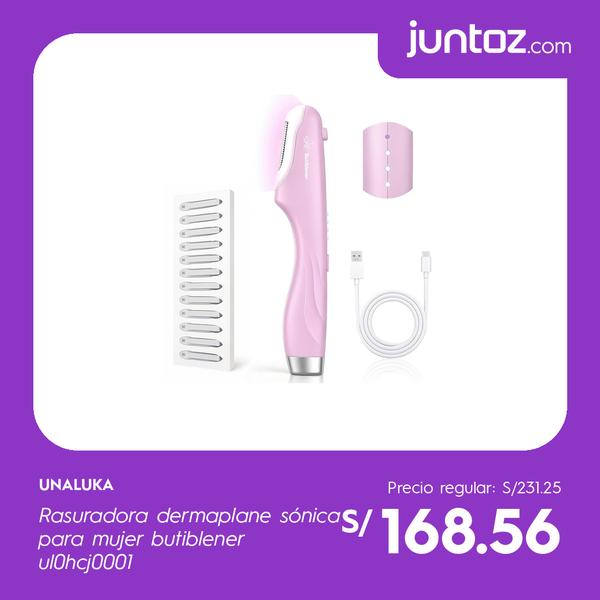 juntoz.com
UNALUKA
Precio regular: S/231.25
Rasuradora dermaplane sónica
para mujer butiblener
ul0hcj0001
S/168.56